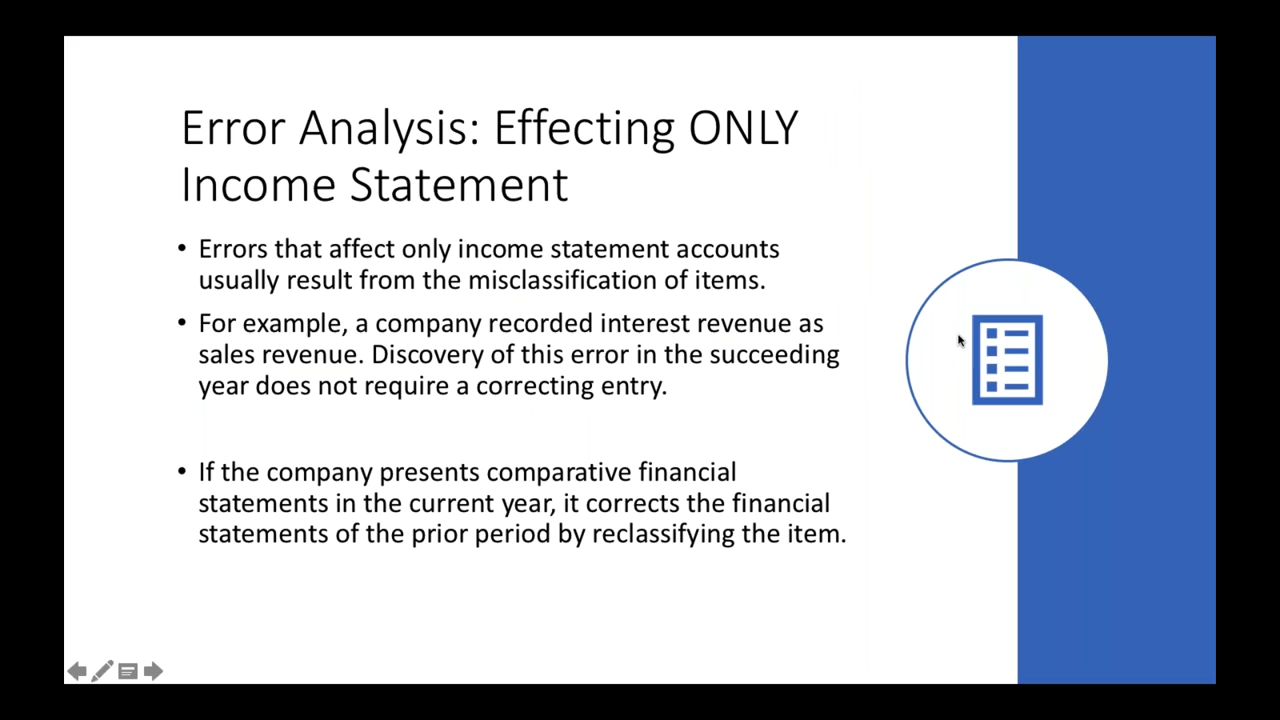 Error Analysis: Effecting ONLY
Income Statement
• Errors that affect only income statement accounts
usually result from the misclassification of items.
• For example, a company recorded interest revenue as
sales revenue. Discovery of this error in the succeeding
year does not require a correcting entry.
• If the company presents comparative financial
statements in the current year, it corrects the financial
statements of the prior period by reclassifying the item.